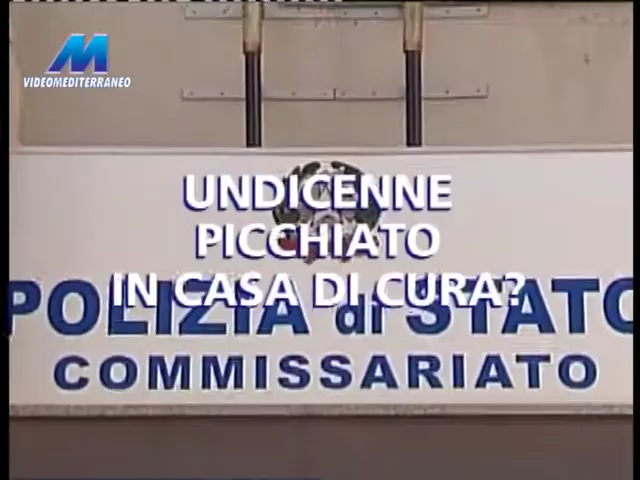 M
VIDEOMEDITERRANEO
UNDICENNE
PICCHIATO
IN CASA DI CURA?
POLIZIA di STATO
COMMISSARIATO